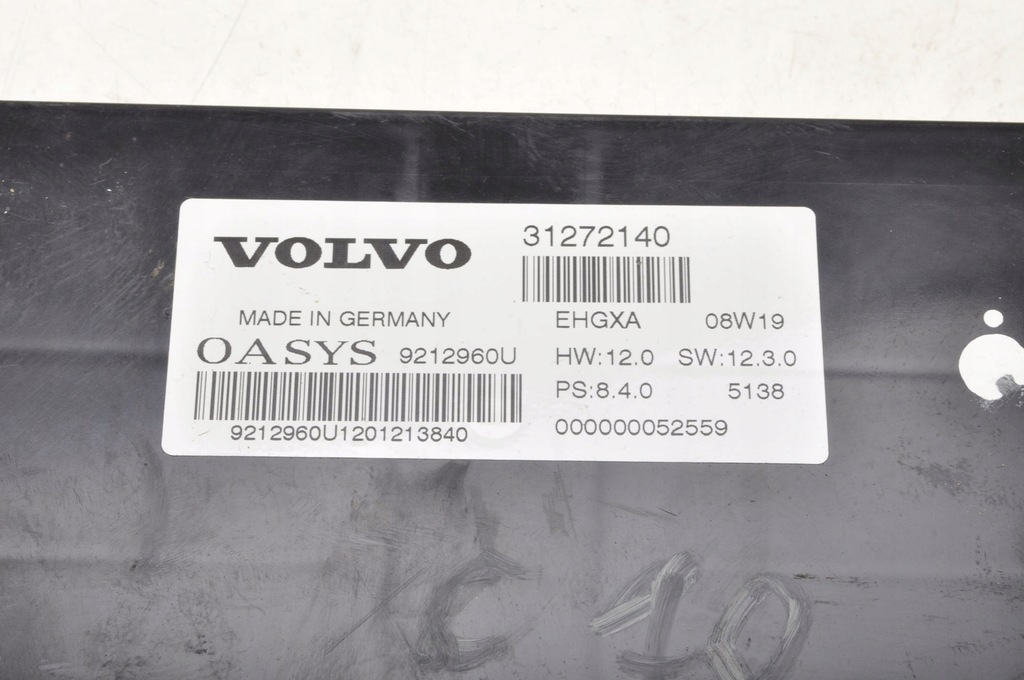 VOLVO
31272140
MADE IN GERMANY
EHGXA 08W19
OASYS 9212960U
HW:12.0 SW:12.3.0
PS:8.4.0 5138
9212960U1201213840
000000052559
C10